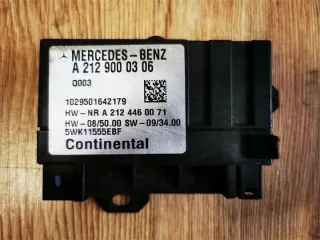 MERCEDES-BENZ
A 212 900 03 06
Q003
1029501642179
HW-NR A 212 446 00 71
HW-08/50.00 SW-09/34.00
5WK11555EBF
Continental